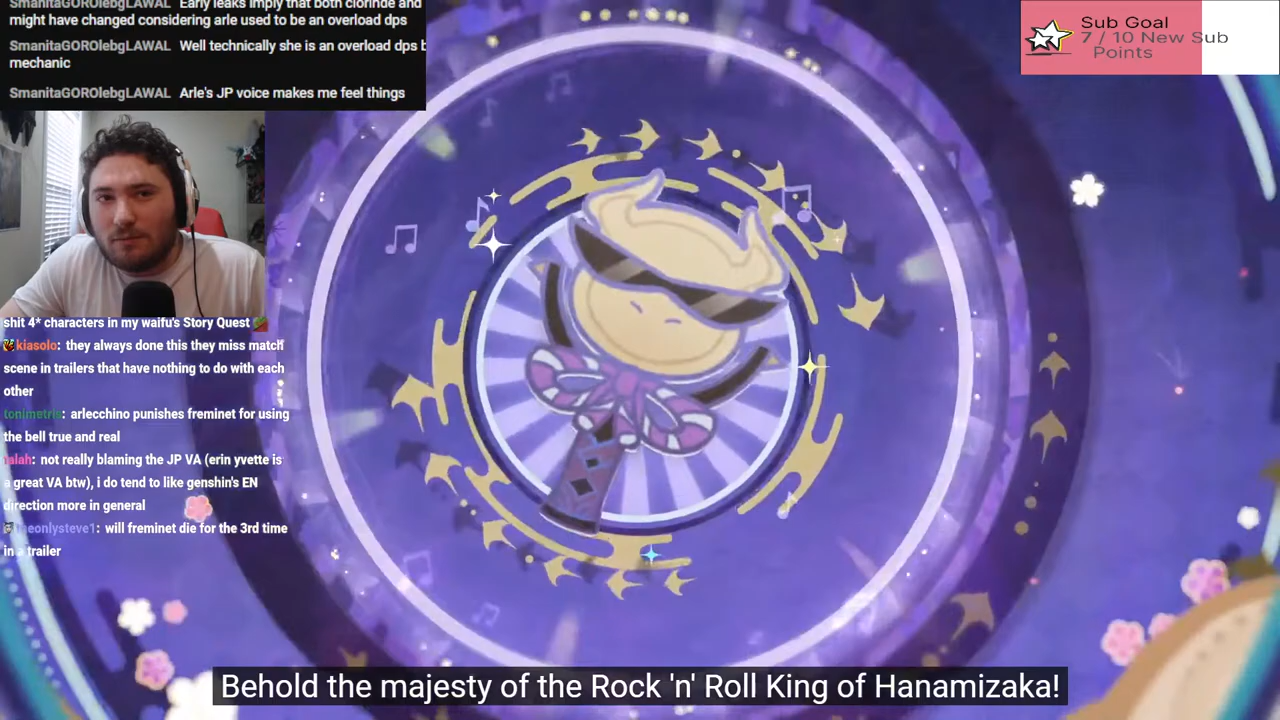 Early leaks imply that both clorinde and
might have changed considering arle used to be an overload dps
SmanitaGOROlebgLAWAL Well technically she is an overload dps b
mechanic
SmanitaGOROlebgLAWAL Arle's JP voice makes me feel things
Sub Goal
7 / 10 New Sub
Points
shit 4* characters in my waifu's Story Quest
kiasolo: they always done this they miss match
scene in trailers that have nothing to do with each
other
tonimetris: arlecchino punishes freminet for using
the bell true and real
not really blaming the JP VA (erin yvette is
a great VA btw), i do tend to like genshin's EN
direction more in general
eonlysteve1: will freminet die for the 3rd time
in a trailer
Behold the majesty of the Rock 'n' Roll King of Hanamizaka!